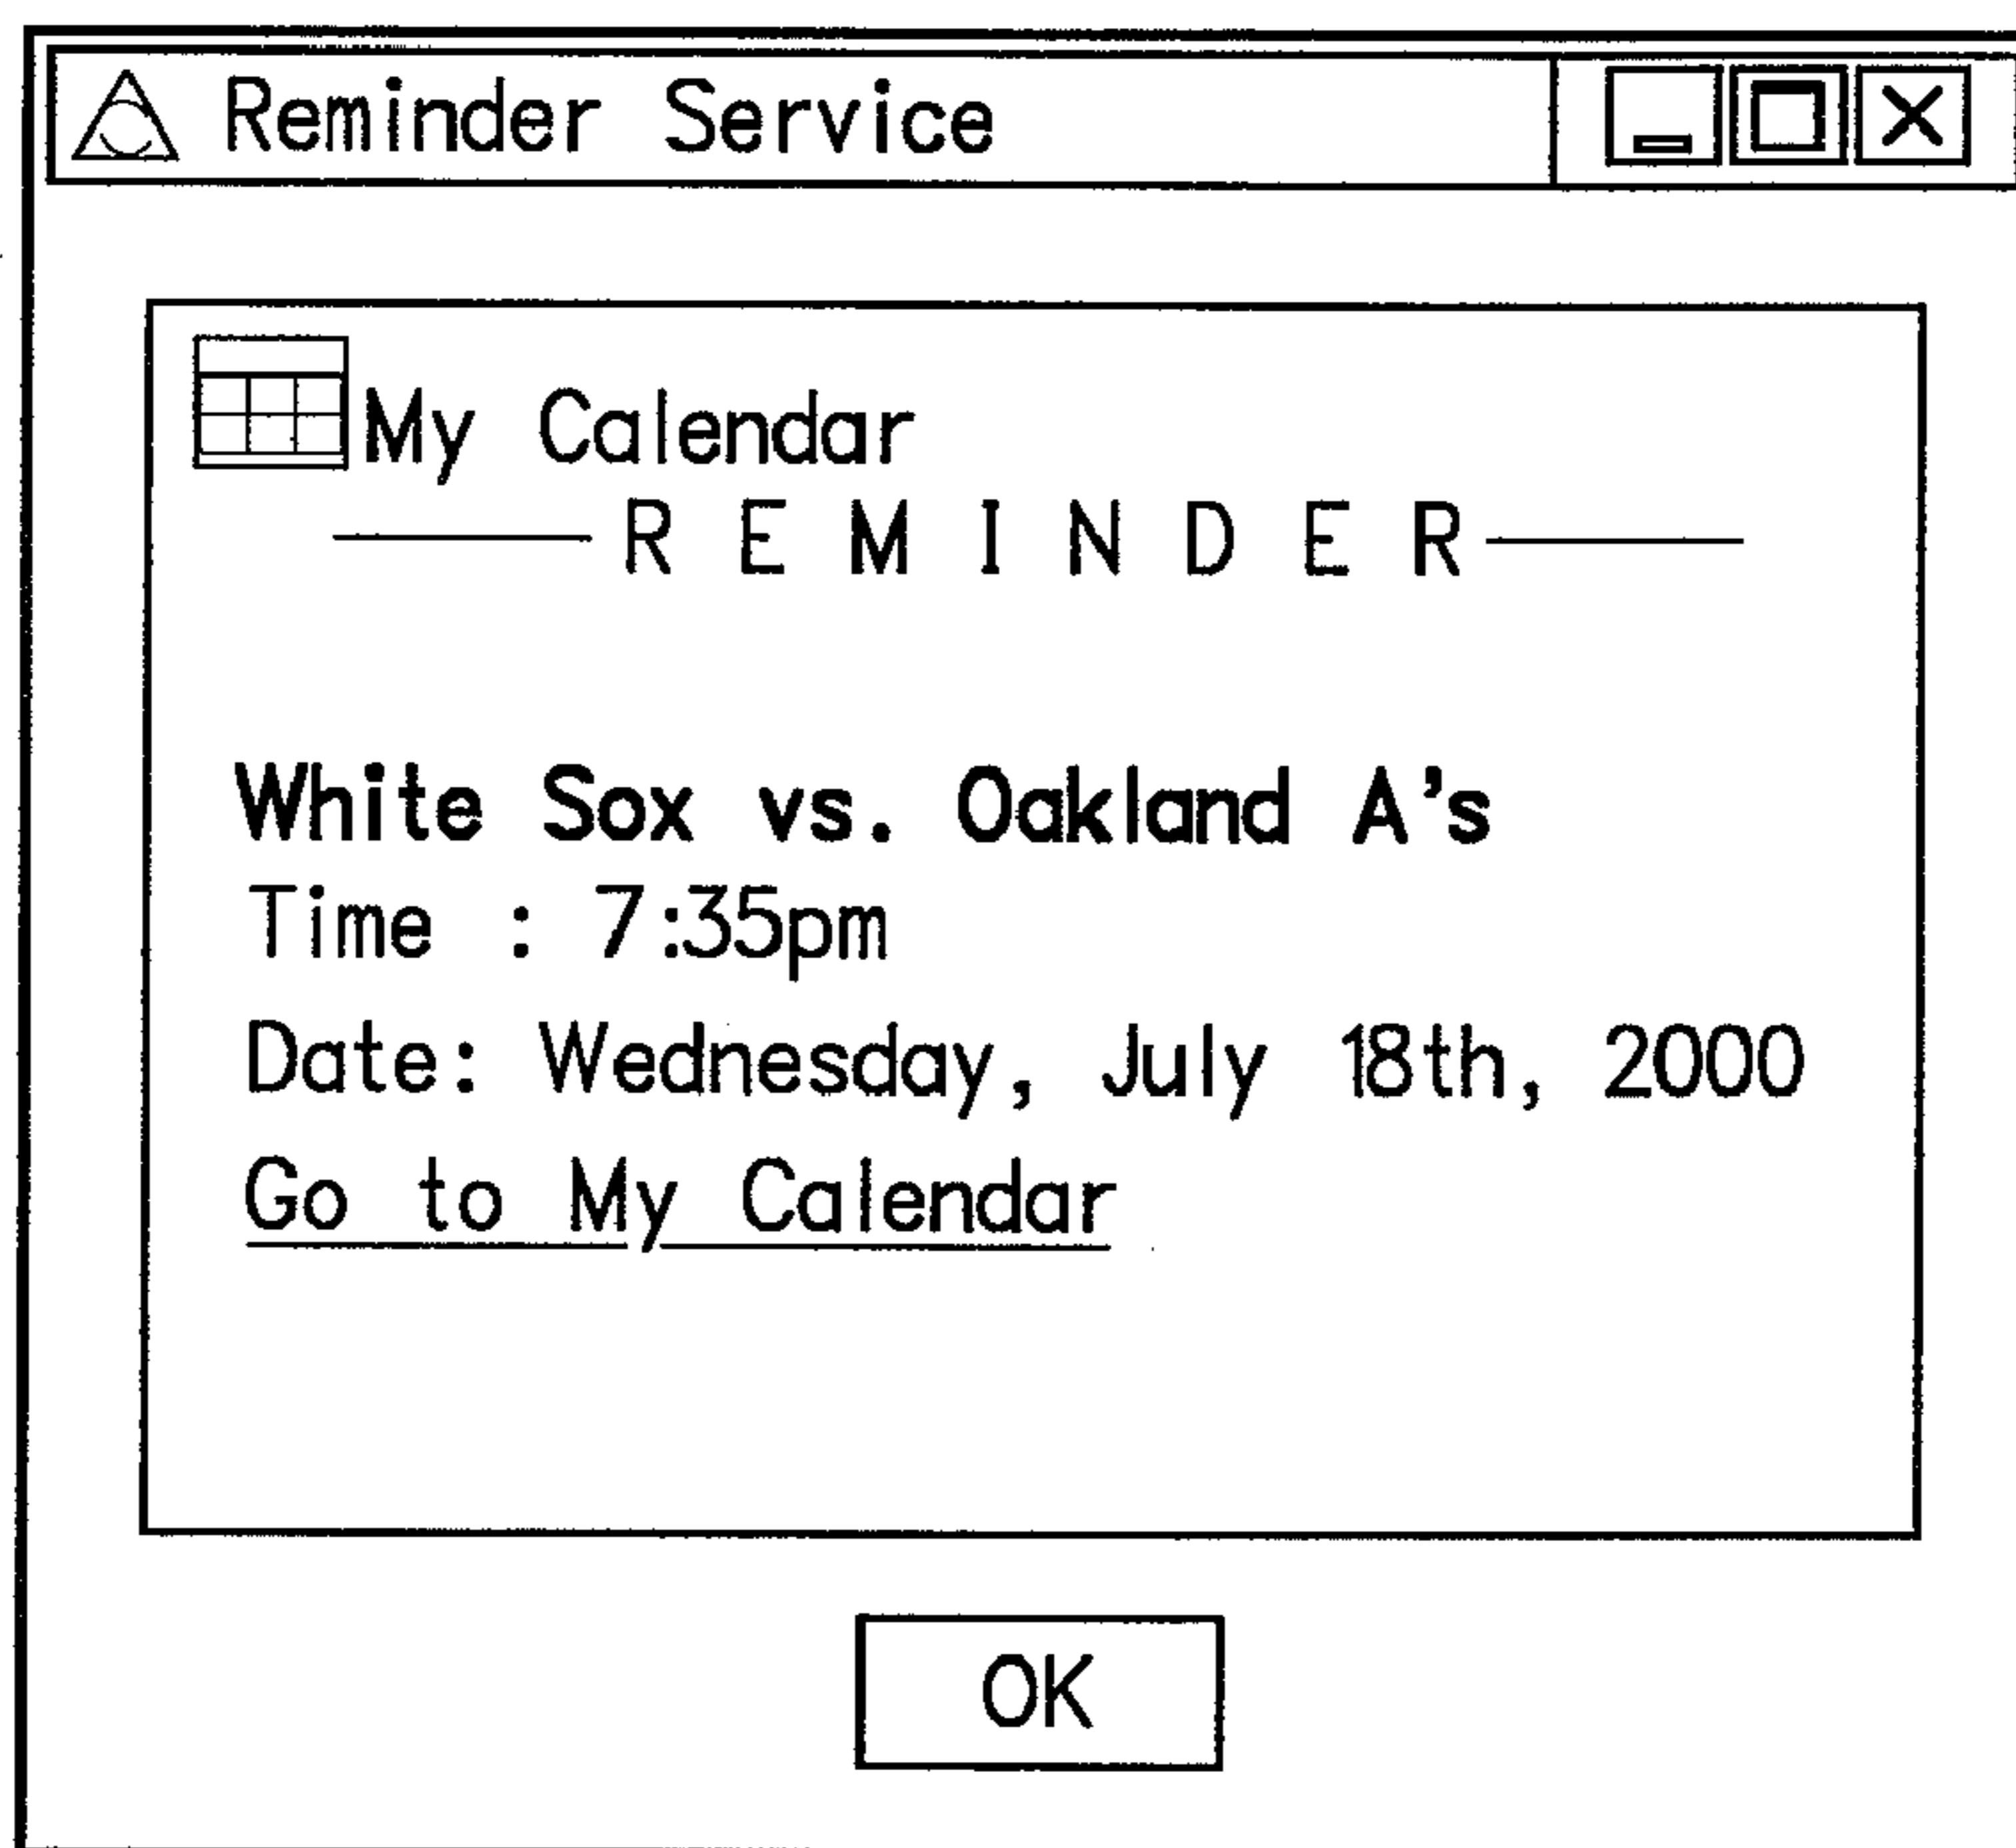 Reminder Service
My Calendar
REMINDER
White Sox vs. Oakland A's
Time : 7:35pm
Date: Wednesday, July 18th, 2000
Go to My Calendar
OK